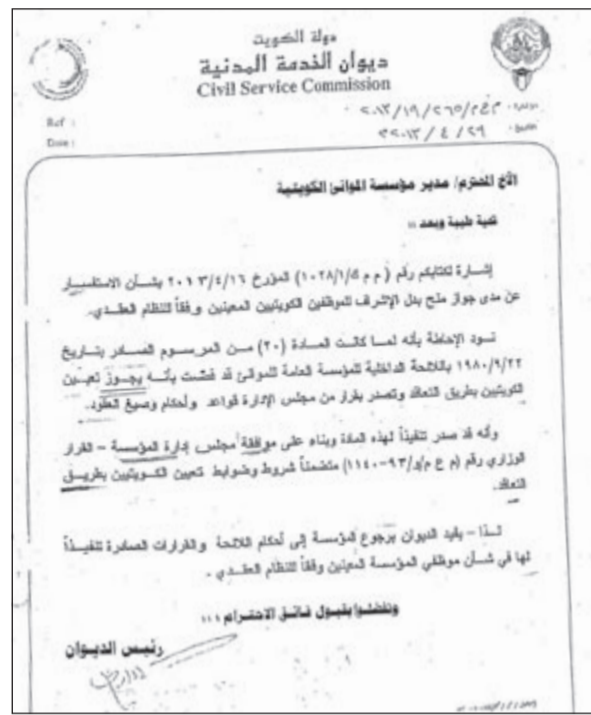 دولة الكويت
ديوان الخدمة المدنية
Civil Service Commission
Ref :
Date :
الأخ المحترم/ مدير مؤسسة الموانئ الكويتية
تحية طيبة وبعد ،،
إشارة لكتابكم رقم (م م ك/١٠٢٨/١) المؤرخ ٢٠١٣/٤/١٦ بشأن الاستفسار
عن مدى جواز منح بدل الإشراف للموظفين الكويتيين المعينين وفقاً للنظام العقدي.
نود الإحاطة بأنه لما كانت المادة (٢٠) من المرسوم الصادر بتاريخ
١٩٨٠/٩/٢٢ باللائحة الداخلية للمؤسسة العامة للموانئ قد قضت بأنه يجوز تعيين
الكويتيين بطريق التعاقد وتصدر بقرار من مجلس الإدارة قواعد وأحكام وصيغ العقود.
وأنه قد صدر تنفيذاً لهذه المادة وبناء على موافقة مجلس إدارة المؤسسة – القرار
الوزاري رقم (م ع م/و/٩٣-١١٤٠) متضمناً شروط وضوابط تعيين الكويتيين بطريق
التعاقد.
لذا – يفيد الديوان برجوع المؤسسة إلى أحكام اللائحة والقرارات الصادرة تنفيذاً
لها في شأن موظفي المؤسسة المعينين وفقاً للنظام العقدي .
وتفضلوا بقبول فائق الاحترام ،،،
رئيس الديوان